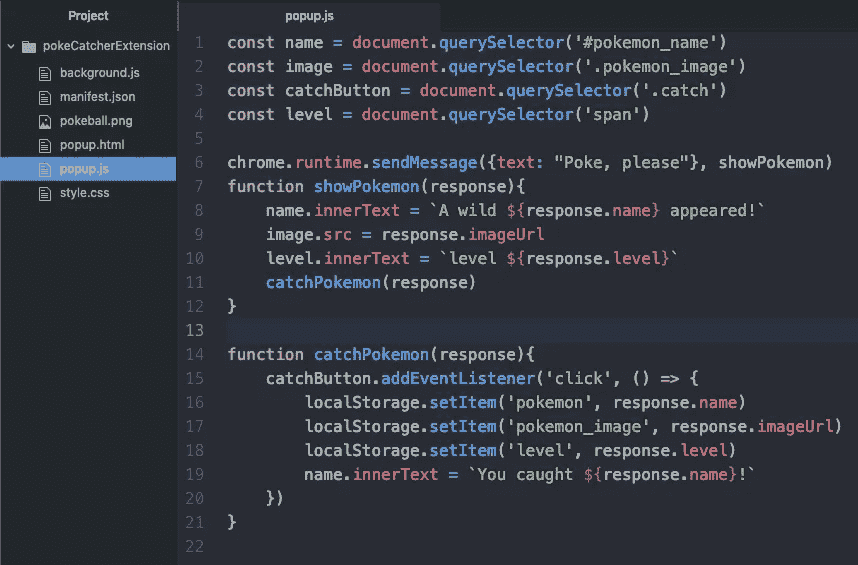 Project
pokeCatcherExtension
background.js
manifest.json
pokeball.png
popup.html
popup.js
style.css
popup.js
1 const name = document.querySelector('#pokemon_name')
2 const image = document.querySelector('.pokemon_image')
3 const catchButton = document.querySelector('.catch')
4 const level = document.querySelector('span')
5
6 chrome.runtime.sendMessage({text: "Poke, please"}, showPokemon)
7 function showPokemon(response){
8     name.innerText = `A wild ${response.name} appeared!`
9     image.src = response.imageUrl
10     level.innerText = `level ${response.level}`
11     catchPokemon(response)
12 }
13
14 function catchPokemon(response){
15     catchButton.addEventListener('click', () => {
16         localStorage.setItem('pokemon', response.name)
17         localStorage.setItem('pokemon_image', response.imageUrl)
18         localStorage.setItem('level', response.level)
19         name.innerText = `You caught ${response.name}!`
20     })
21 }
22